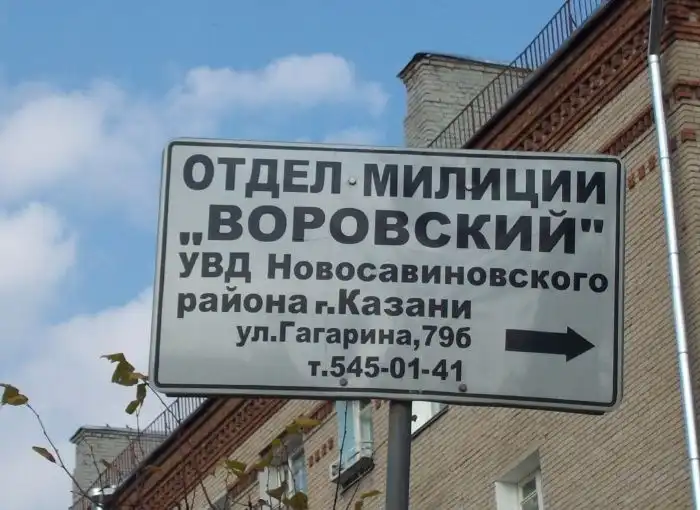 ОТДЕЛ МИЛИЦИИ
„ВОРОВСКИЙ"
УВД Новосавиновского
района г.Казани
ул.Гагарина,79б
т.545-01-41